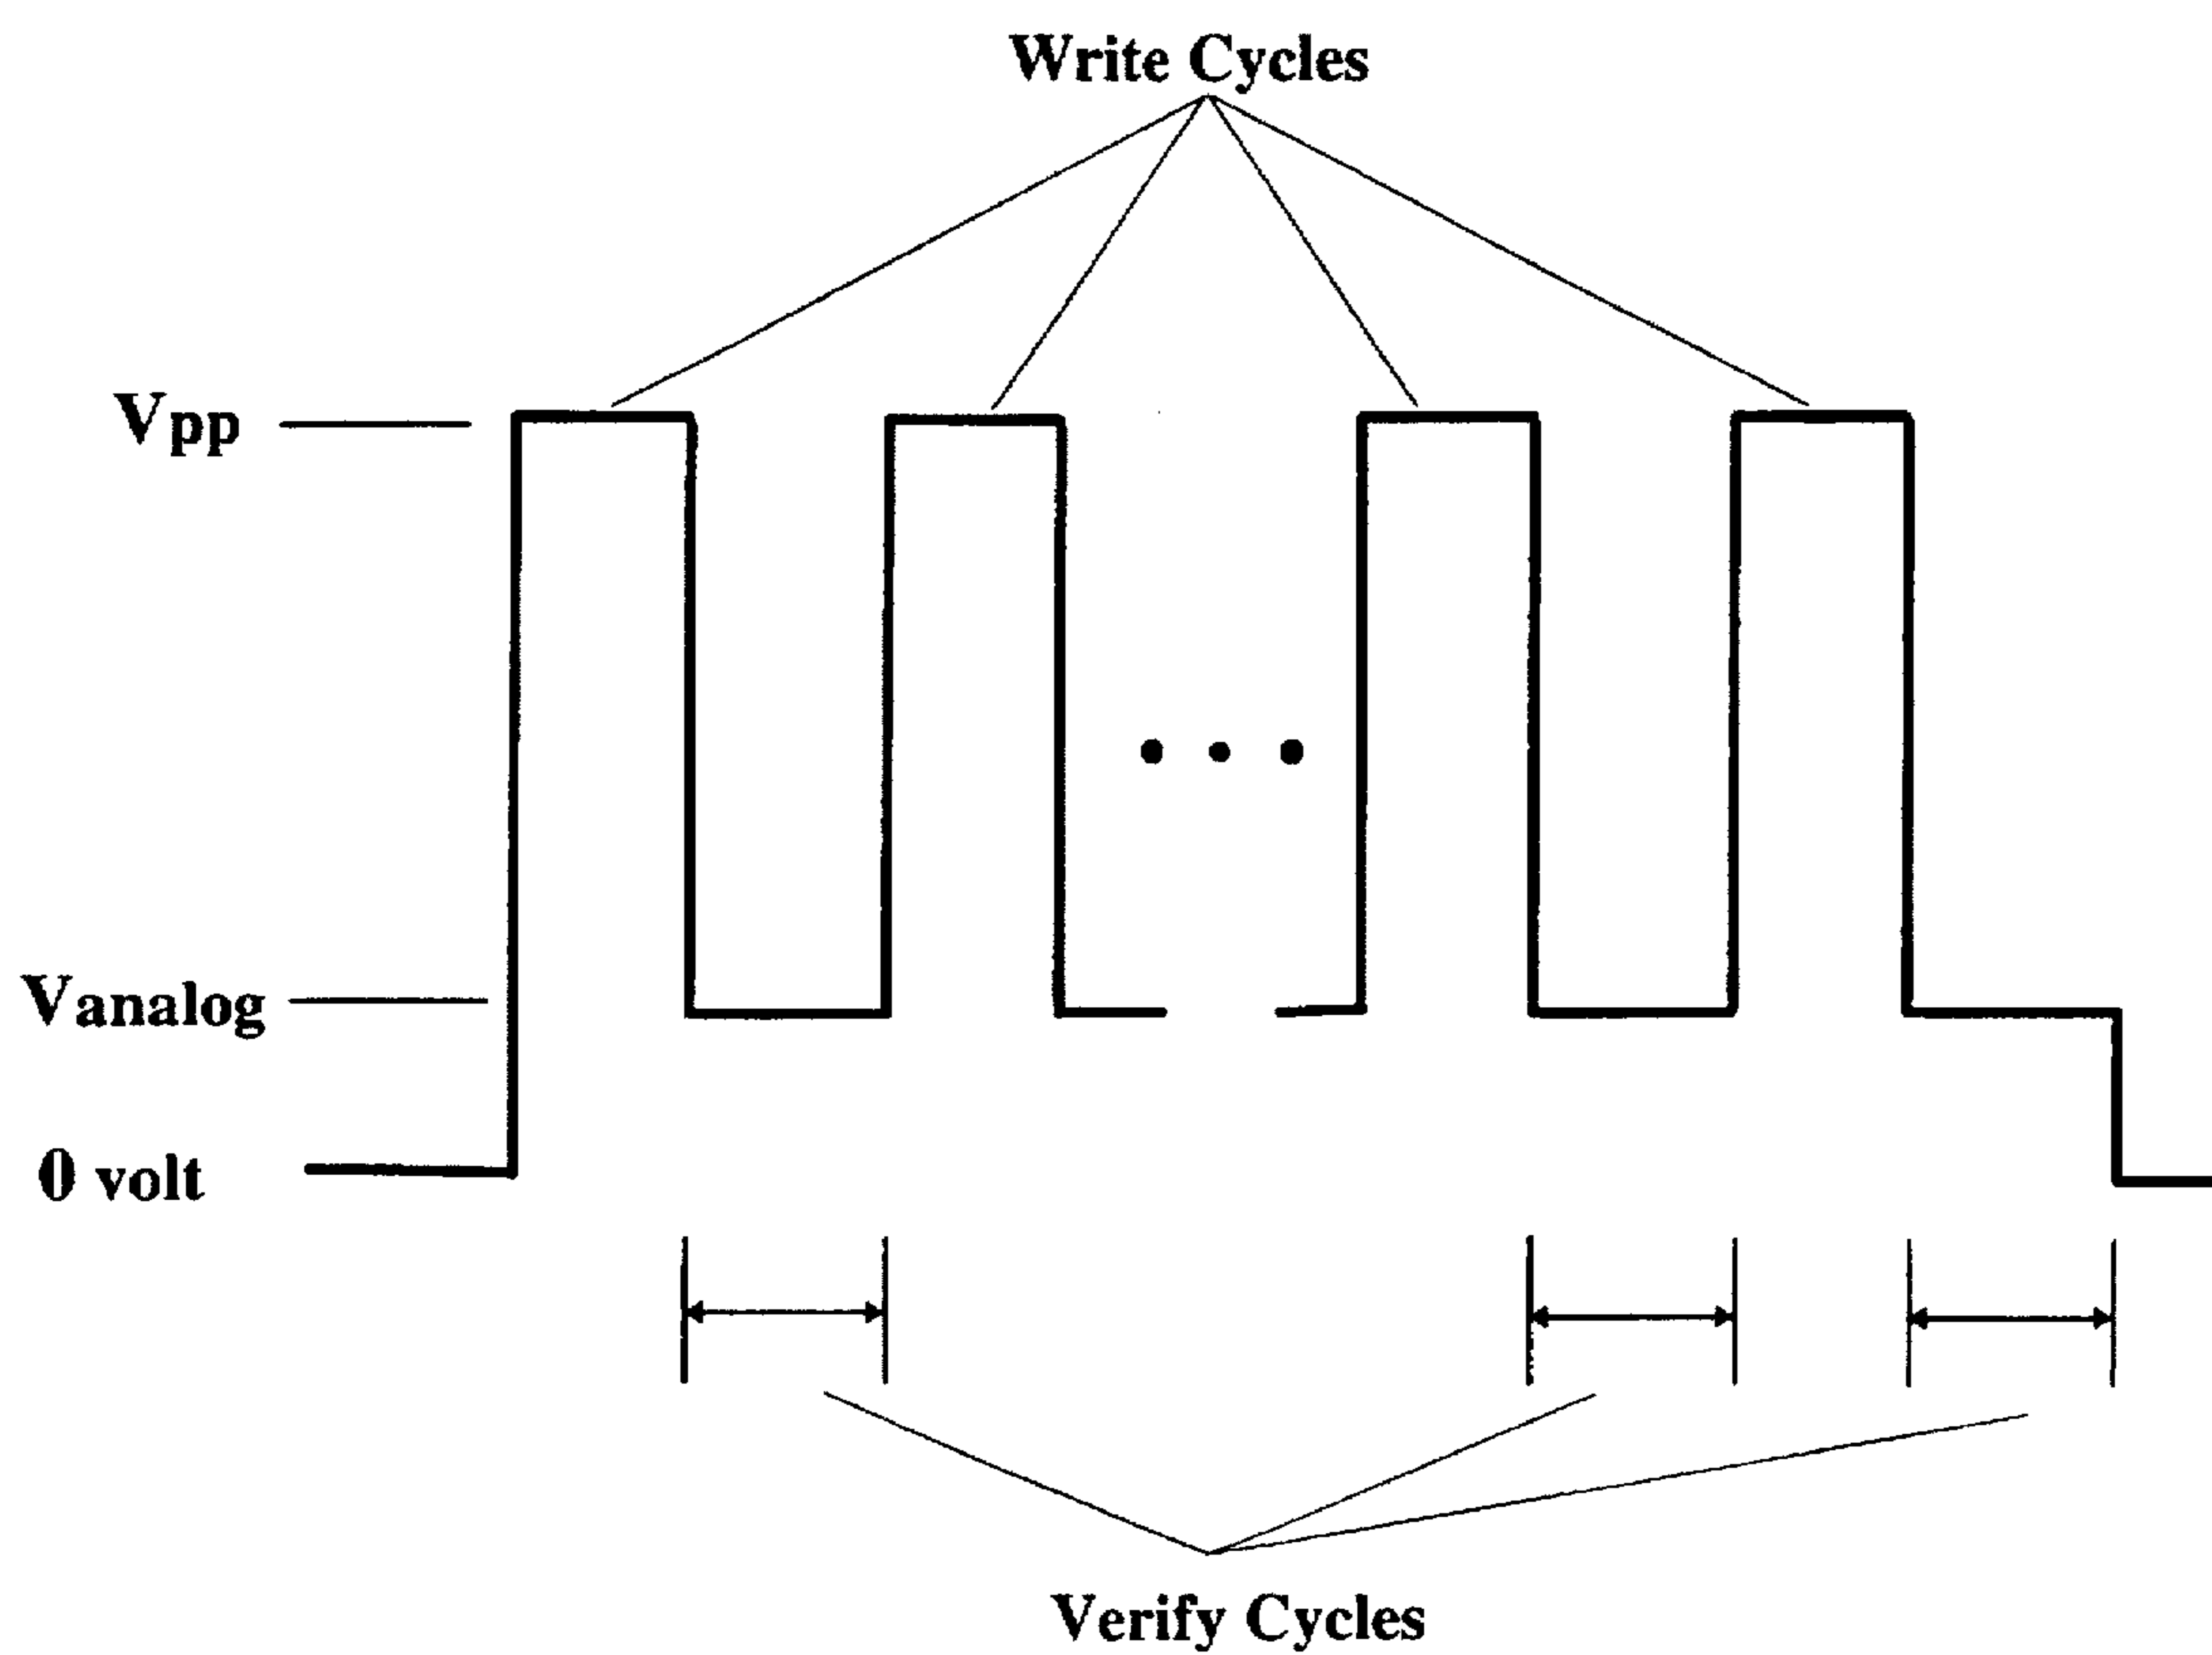 Write Cycles
Vpp
Vanalog
0 volt
Verify Cycles